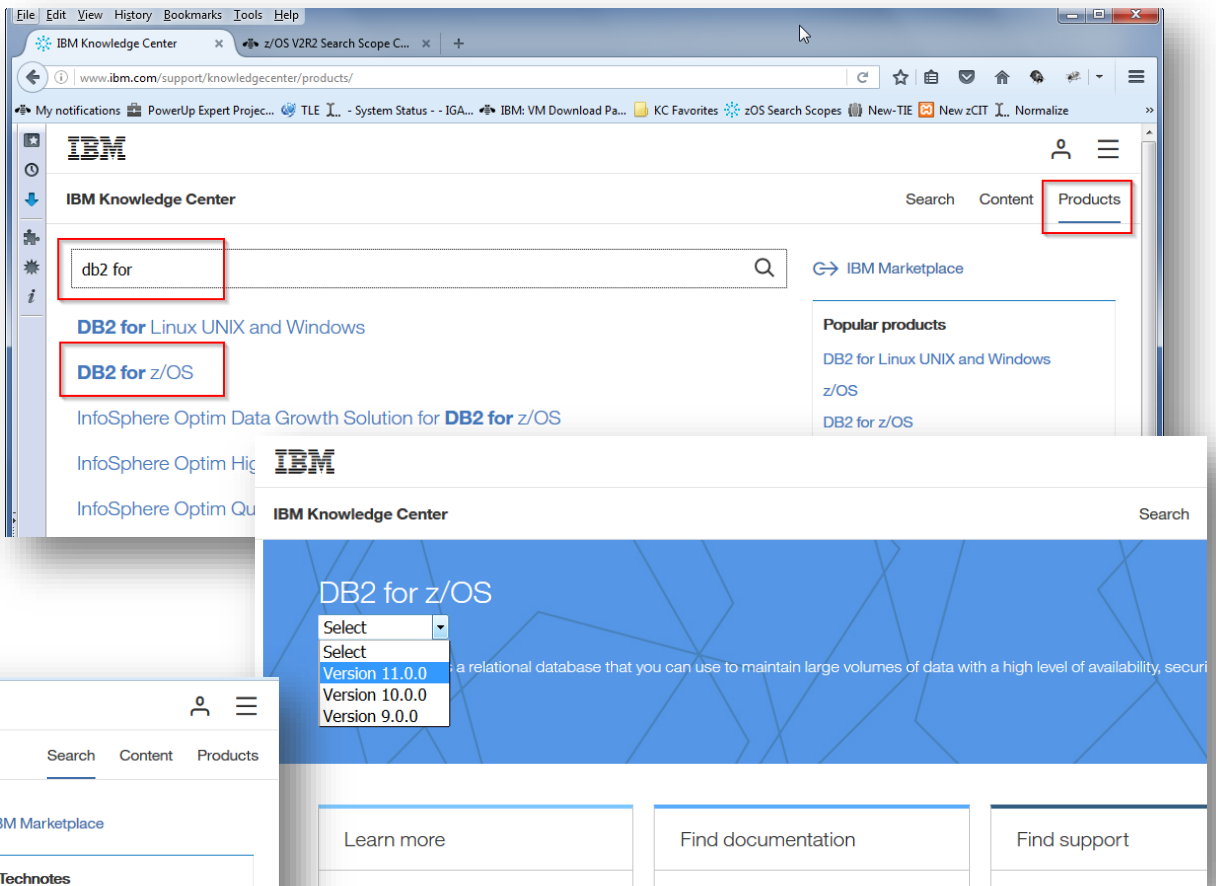 File Edit View History Bookmarks Tools Help
IBM Knowledge Center × z/OS V2R2 Search Scope C... × +
www.ibm.com/support/knowledgecenter/products/
My notifications PowerUp Expert Projec... TLE - System Status - - IGA... IBM: VM Download Pa... KC Favorites zOS Search Scopes New-TIE New zCIT Normalize »
IBM
IBM Knowledge Center Search Content Products
db2 for
IBM Marketplace
DB2 for Linux UNIX and Windows
DB2 for z/OS
InfoSphere Optim Data Growth Solution for DB2 for z/OS
InfoSphere Optim Hig
InfoSphere Optim Qu
Popular products
DB2 for Linux UNIX and Windows
z/OS
DB2 for z/OS
IBM
IBM Knowledge Center Search
DB2 for z/OS
Select
Select
Version 11.0.0
Version 10.0.0
Version 9.0.0
a relational database that you can use to maintain large volumes of data with a high level of availability, securi
Learn more
Find documentation
Find support
Search Content Products
BM Marketplace
Technotes